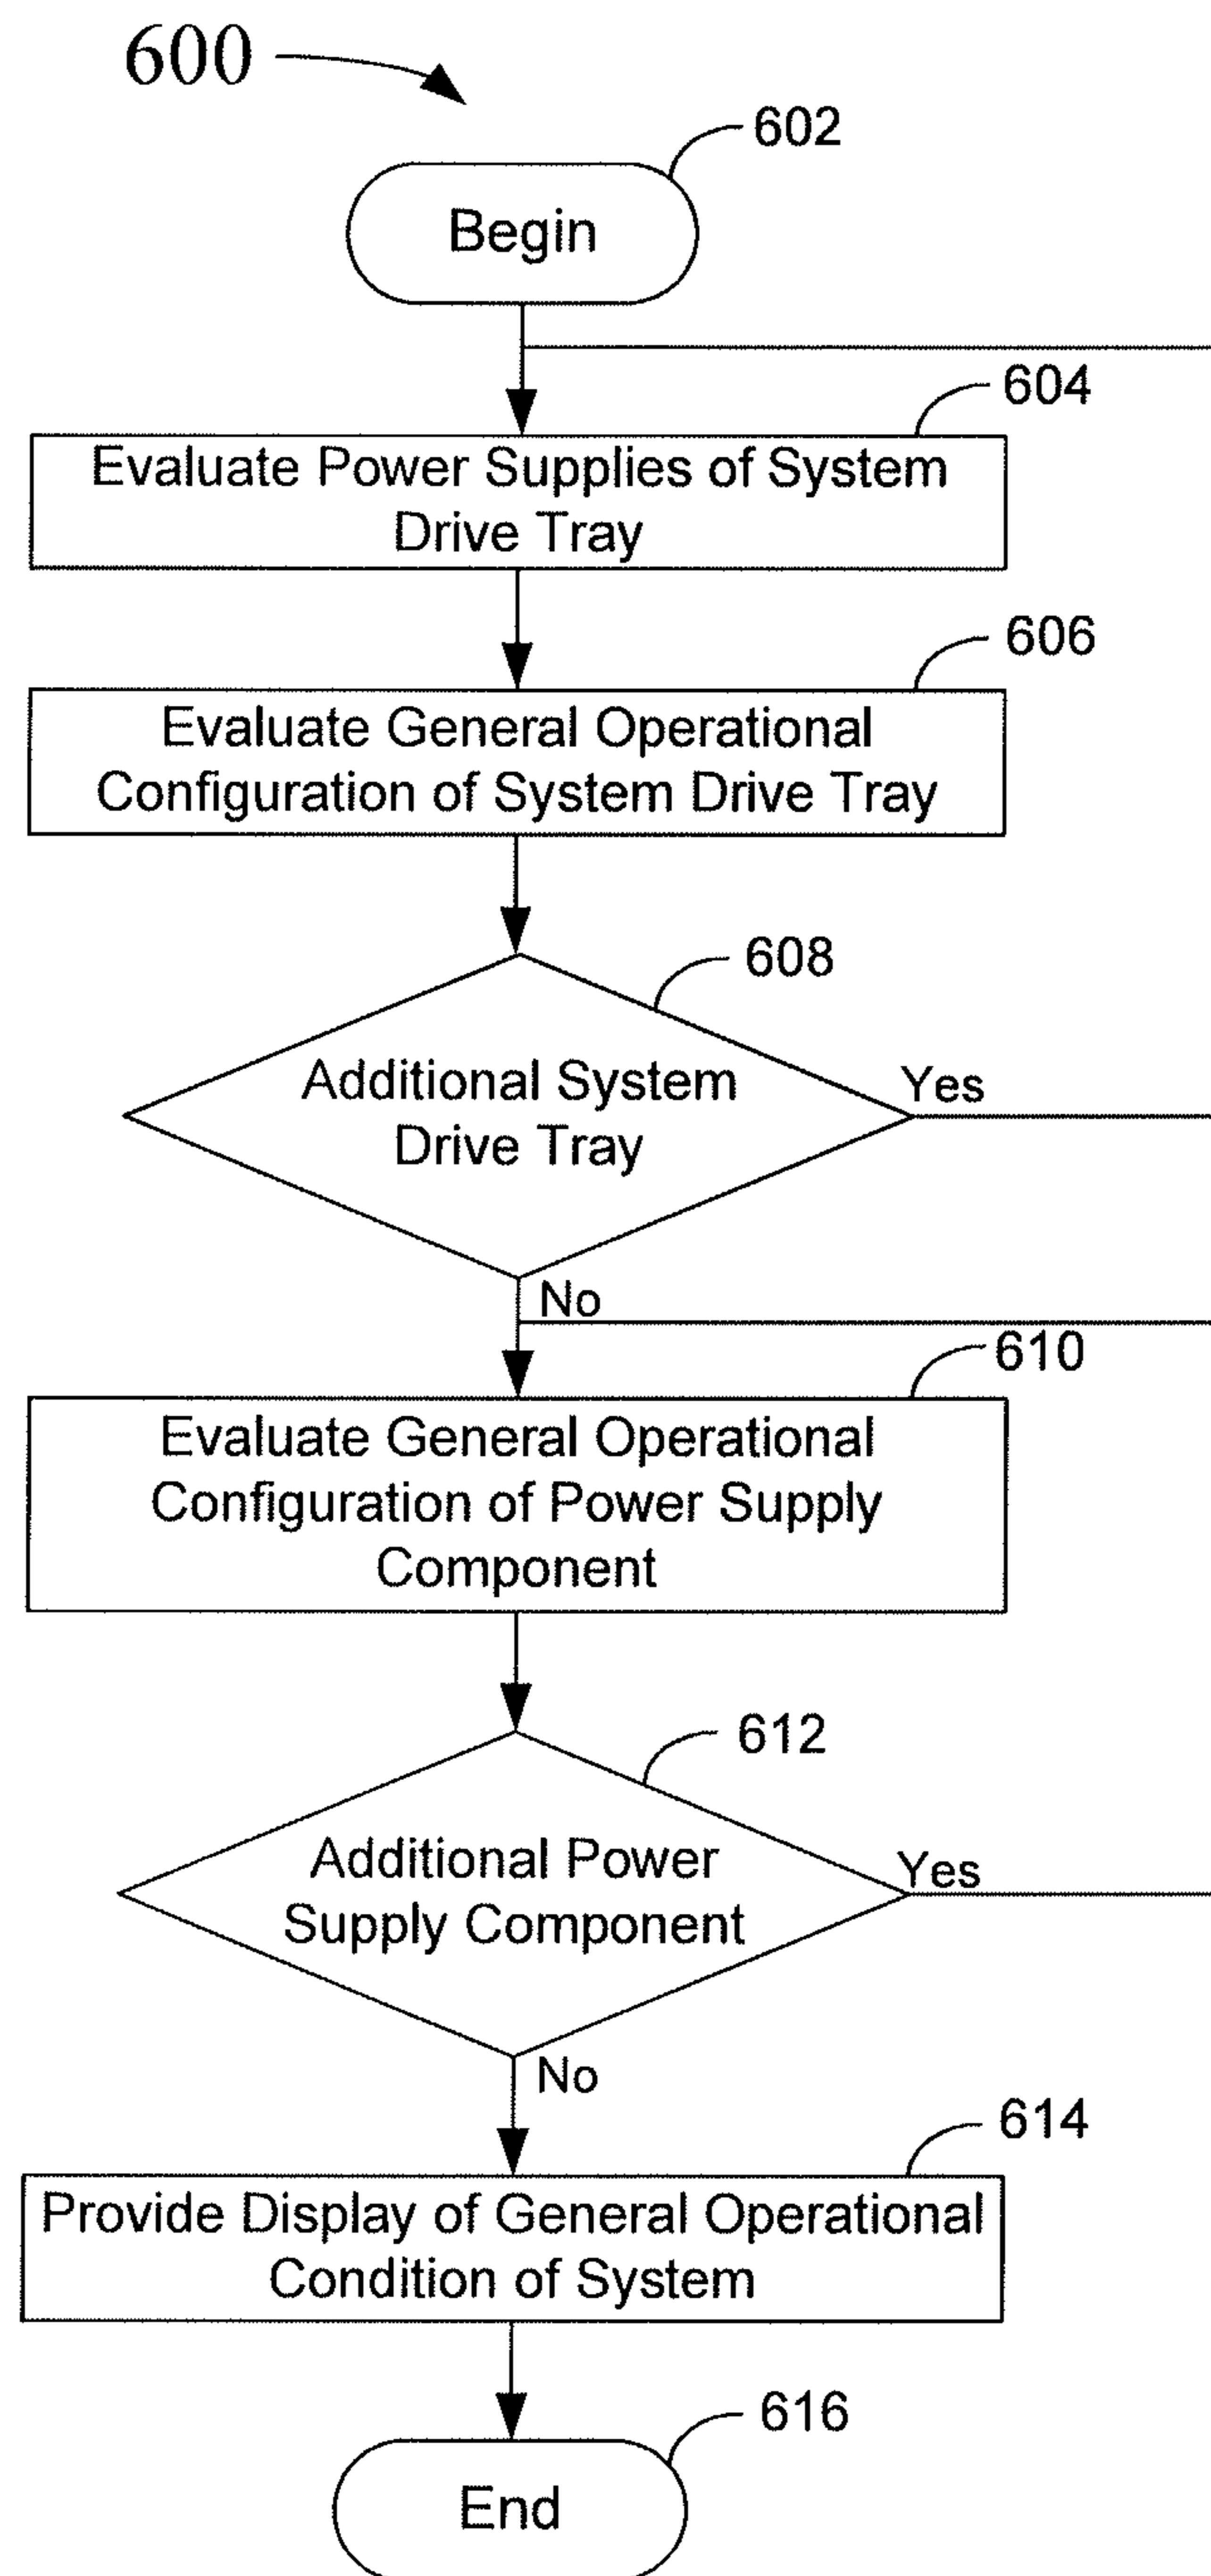 600
602
Begin
604
Evaluate Power Supplies of System
Drive Tray
606
Evaluate General Operational
Configuration of System Drive Tray
608
Additional System
Drive Tray
Yes
No
610
Evaluate General Operational
Configuration of Power Supply
Component
612
Additional Power
Supply Component
Yes
No
614
Provide Display of General Operational
Condition of System
616
End